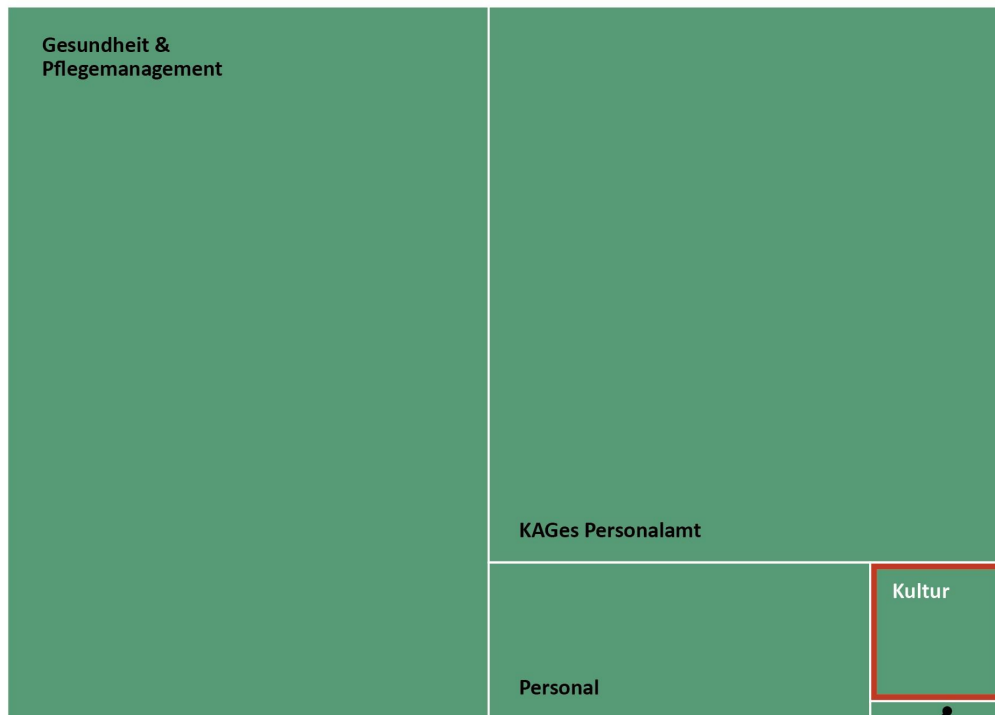 Gesundheit &
Pflegemanagement
KAGes Personalamt
Kultur
Personal